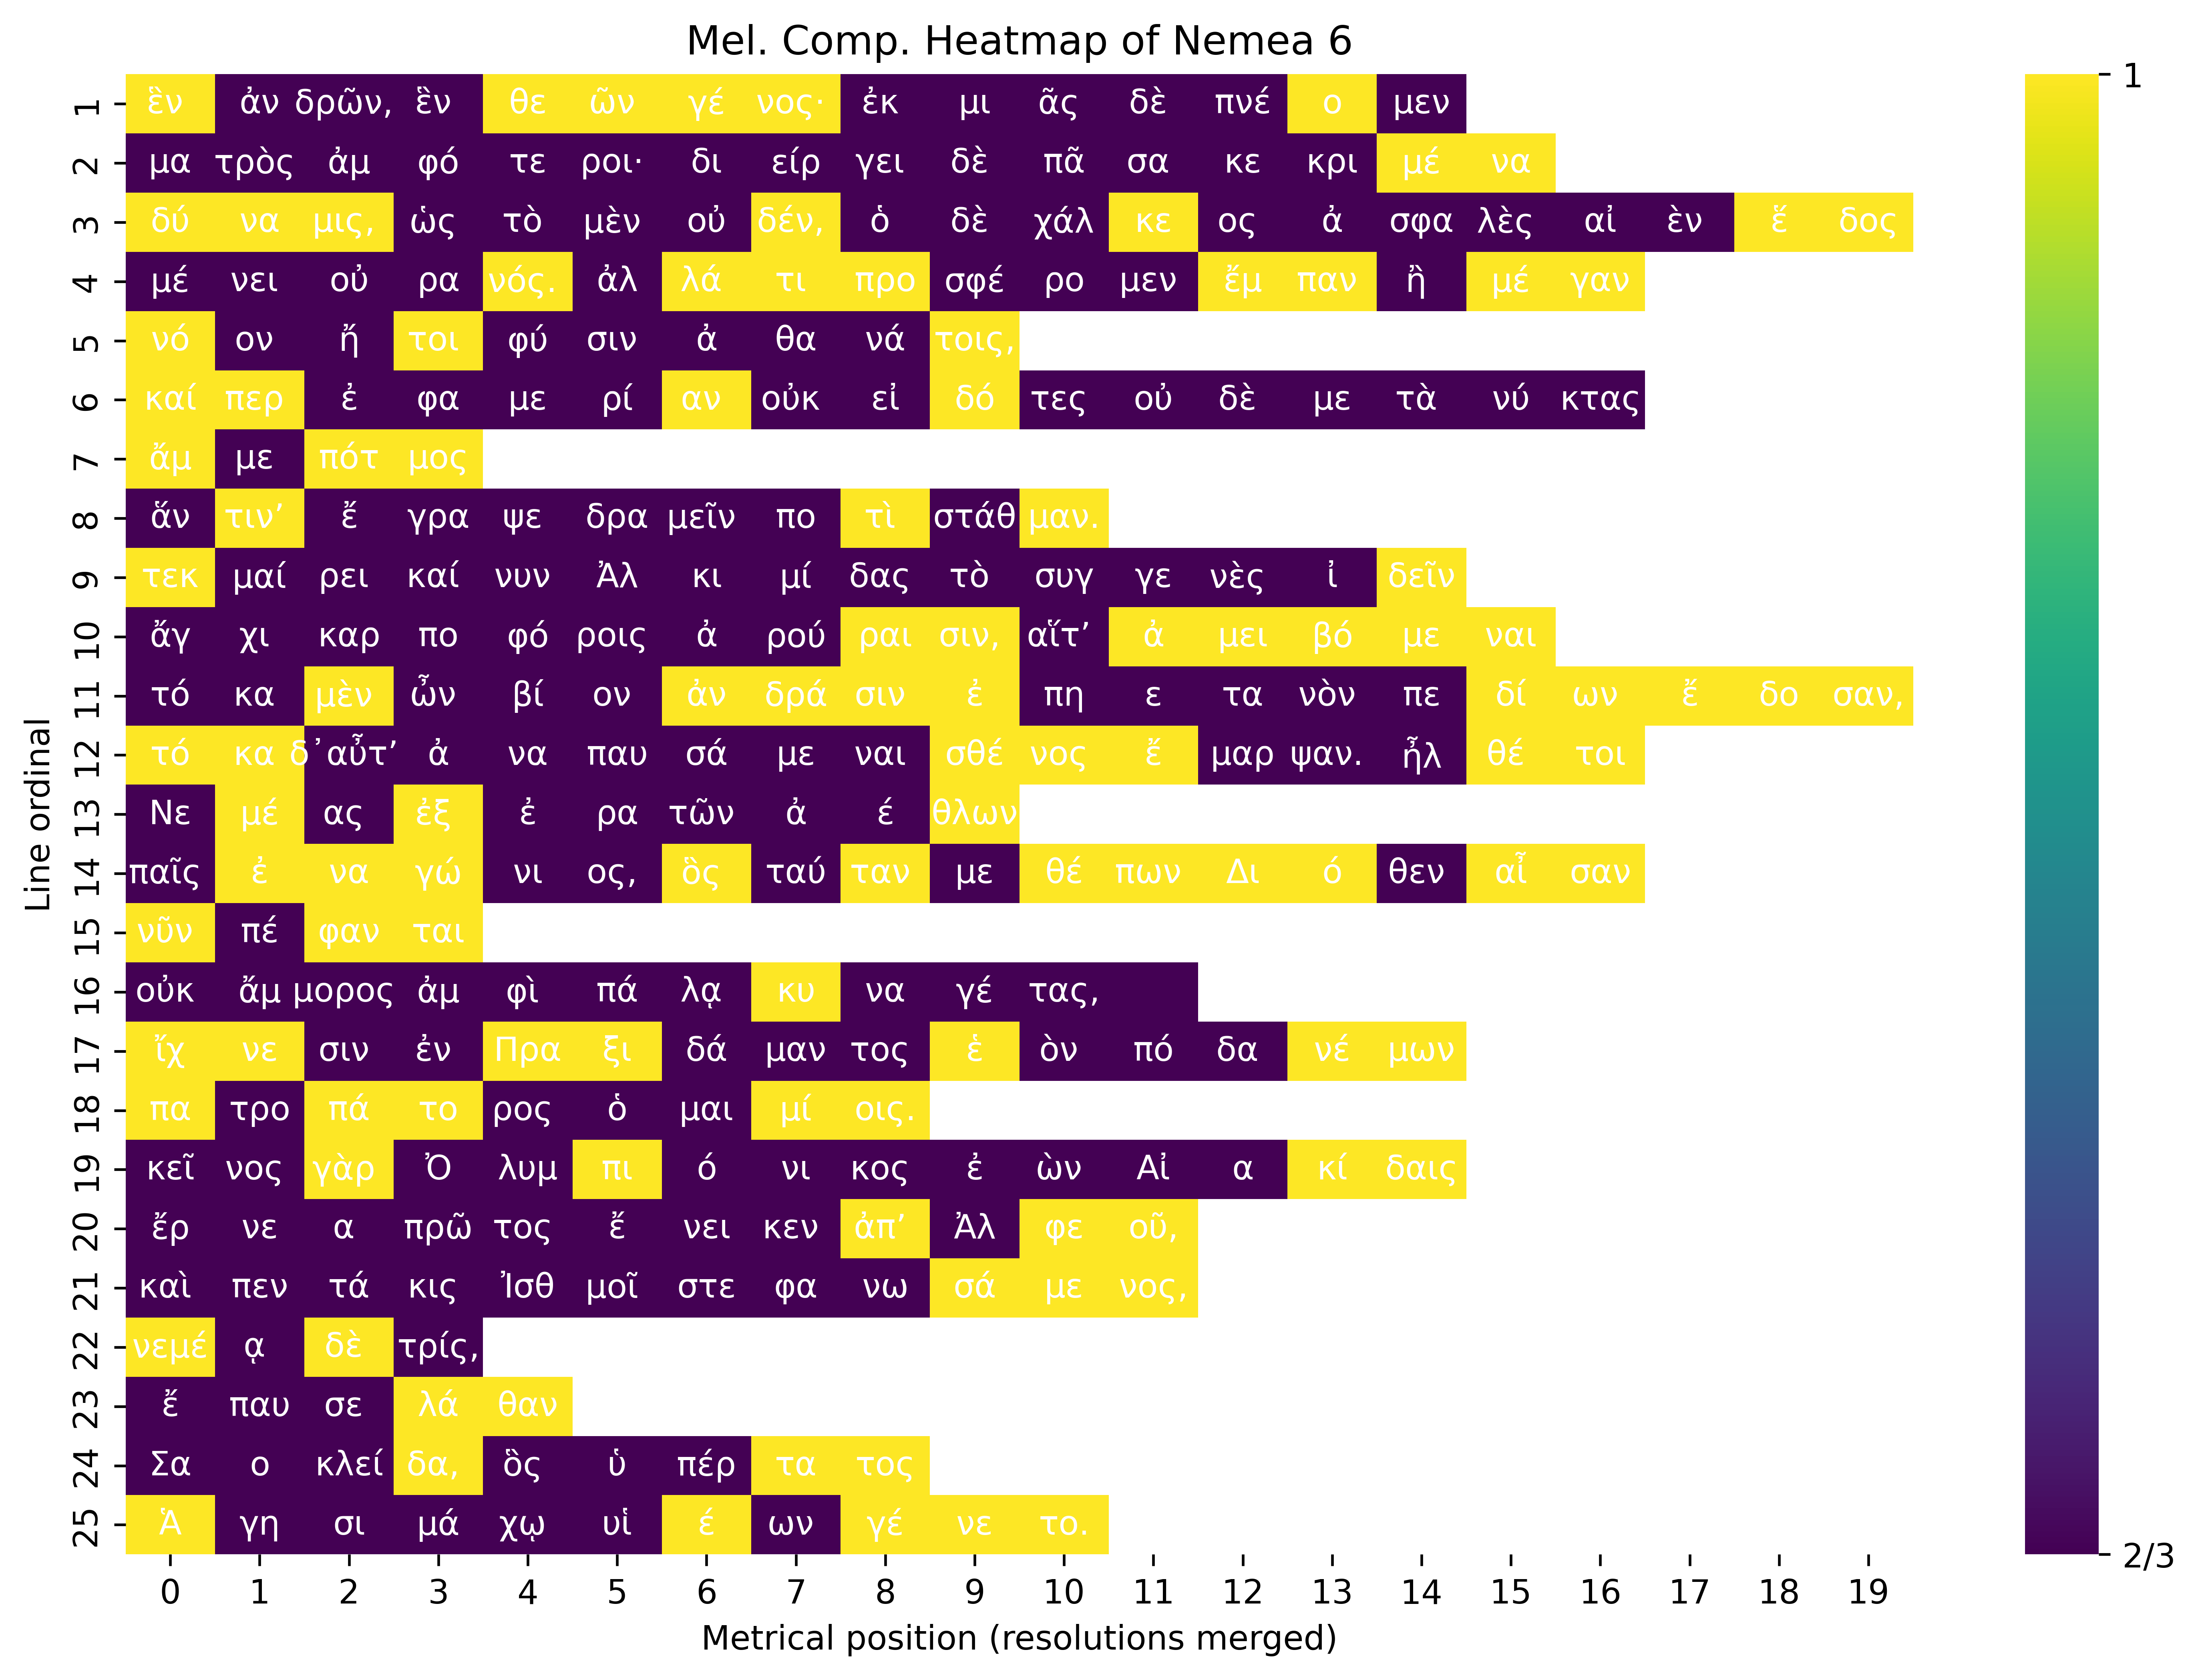 Mel. Comp. Heatmap of Nemea 6
1 ἓν ἀν δρῶν, ἓν θε ῶν γέ νος· ἐκ μι ᾶς δὲ πνέ ο μεν
2 μα τρὸς ἀμ φό τε ροι· δι είρ γει δὲ πᾶ σα κε κρι μέ να
3 δύ να μις, ὡς τὸ μὲν οὐ δέν, ὁ δὲ χάλ κε ος ἀ σφα λὲς αἰ ὲν ἕ δος
4 μέ νει οὐ ρα νός. ἀλ λά τι προ σφέ ρο μεν ἔμ παν ἢ μέ γαν
5 νό ον ἤ τοι φύ σιν ἀ θα νά τοις,
6 καί περ ἐ φα με ρί αν οὐκ εἰ δό τες οὐ δὲ με τὰ νύ κτας
7 ἄμ με πότ μος
8 ἅν τιν’ ἔ γρα ψε δρα μεῖν πο τὶ στάθ μαν.
9 τεκ μαί ρει καί νυν Ἀλ κι μί δας τὸ συγ γε νὲς ἰ δεῖν
10 ἄγ χι καρ πο φό ροις ἀ ρού ραι σιν, αἵτ’ ἀ μει βό με ναι
11 τό κα μὲν ὦν βί ον ἀν δρά σιν ἐ πη ε τα νὸν πε δί ων ἔ δο σαν,
12 τό κα δ᾽αὖτ’ ἀ να παυ σά με ναι σθέ νος ἔ μαρ ψαν. ἦλ θέ τοι
13 Νε μέ ας ἐξ ἐ ρα τῶν ἀ έ θλων
14 παῖς ἐ να γώ νι ος, ὃς ταύ ταν με θέ πων Δι ό θεν αἶ σαν
15 νῦν πέ φαν ται
16 οὐκ ἄμ μορος ἀμ φὶ πά λᾳ κυ να γέ τας,
17 ἴχ νε σιν ἐν Πρα ξι δά μαν τος ἑ ὸν πό δα νέ μων
18 πα τρο πά το ρος ὁ μαι μί οις.
19 κεῖ νος γὰρ Ὀ λυμ πι ό νι κος ἐ ὼν Αἰ α κί δαις
20 ἔρ νε α πρῶ τος ἔ νει κεν ἀπ’ Ἀλ φε οῦ,
21 καὶ πεν τά κις Ἰσθ μοῖ στε φα νω σά με νος,
22 νεμέ ᾳ δὲ τρίς,
23 ἔ παυ σε λά θαν
24 Σα ο κλεί δα, ὃς ὑ πέρ τα τος
25 Ἁ γη σι μά χῳ υἱ έ ων γέ νε το.
0 1 2 3 4 5 6 7 8 9 10 11 12 13 14 15 16 17 18 19
Metrical position (resolutions merged)
Line ordinal
1
2/3